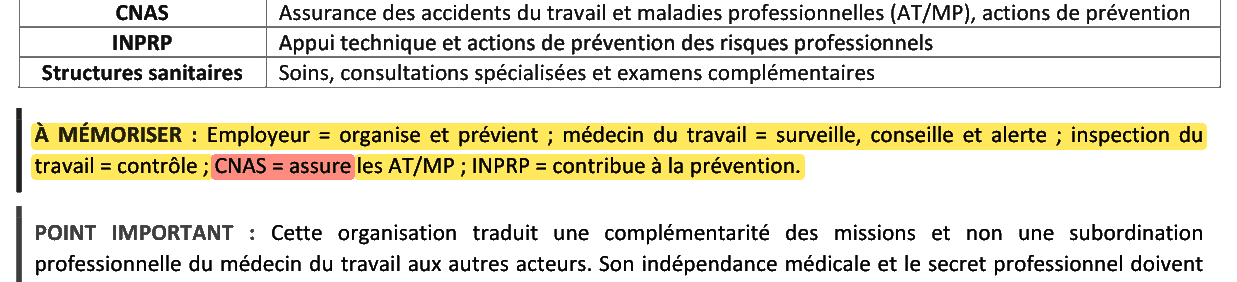 CNAS Assurance des accidents du travail et maladies professionnelles (AT/MP), actions de prévention
INPRP Appui technique et actions de prévention des risques professionnels
Structures sanitaires Soins, consultations spécialisées et examens complémentaires
À MÉMORISER : Employeur = organise et prévient ; médecin du travail = surveille, conseille et alerte ; inspection du
travail = contrôle ; CNAS = assure les AT/MP ; INPRP = contribue à la prévention.
POINT IMPORTANT : Cette organisation traduit une complémentarité des missions et non une subordination
professionnelle du médecin du travail aux autres acteurs. Son indépendance médicale et le secret professionnel doivent